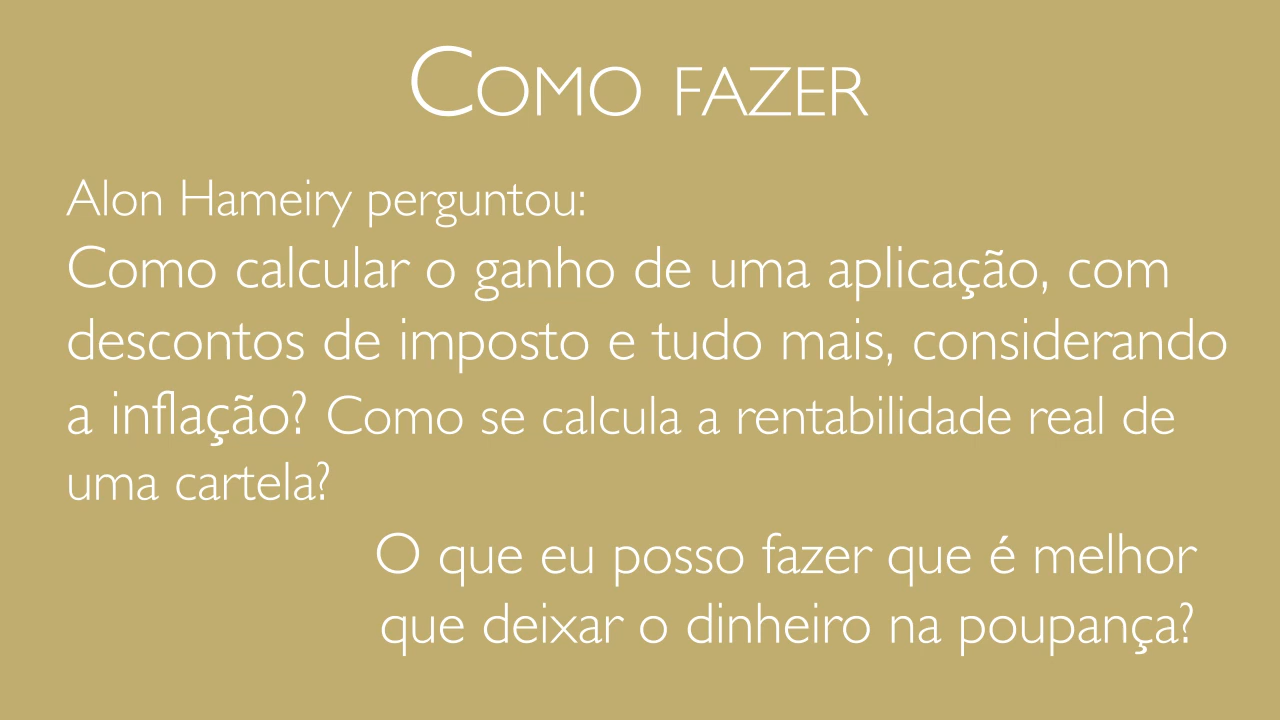 Como fazer
Alon Hameiry perguntou:
Como calcular o ganho de uma aplicação, com
descontos de imposto e tudo mais, considerando
a inflação? Como se calcula a rentabilidade real de
uma cartela?
O que eu posso fazer que é melhor
que deixar o dinheiro na poupança?